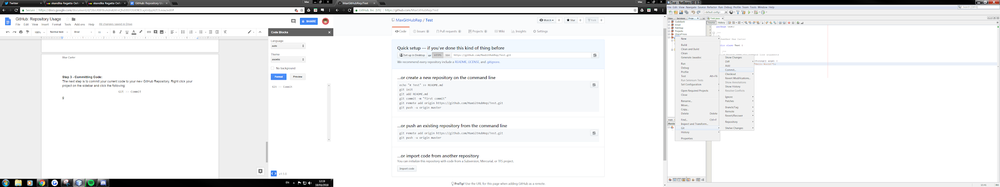 Twitter
skandika Regatta Oxfo
skandika Regatta Oxfo
GitHub: Repository Usag
Max
Secure
https://docs.google.com/document/d/1XsURXF8oAdmKAFnQhdJltEFDLK9K1LxpUdppVZOLevw/edit#
GitHub: Repository Usage
File Edit View Insert Format Tools Add-ons Help All changes saved in Drive
SHARE
100% Normal text Arial 11
Max Carter
Step 3 - Committing Code:
The next step is to commit your current code to your new GitHub Repository. Right click your
project on the sidebar and click the following:
Git >> Commit
g
Code Blocks
Language
auto
Theme
ascetic
No background
Format Preview
Git >> Commit
v1.5.0
EN
12:19
18/03/2018
MaxGitHubRep/Test
Max
GitHub, Inc. [US] https://github.com/MaxGitHubRep/Test
MaxGitHubRep / Test
Watch 0 Star 0 Fork 0
Code Issues 0 Pull requests 0 Projects 0 Wiki Insights Settings
Quick setup — if you've done this kind of thing before
Set up in Desktop or HTTPS SSH https://github.com/MaxGitHubRep/Test.git
We recommend every repository include a README, LICENSE, and .gitignore.
...or create a new repository on the command line
echo "# Test" >> README.md
git init
git add README.md
git commit -m "first commit"
git remote add origin https://github.com/MaxGitHubRep/Test.git
git push -u origin master
...or push an existing repository from the command line
git remote add origin https://github.com/MaxGitHubRep/Test.git
git push -u origin master
...or import code from another repository
You can initialize this repository with code from a Subversion, Mercurial, or TFS project.
Import code
ProTip! Use the URL for this page when adding GitHub as a remote.
Test - NetBeans IDE 8.2
File Edit View Navigate Source Refactor Run Debug Profile Team Tools Window Help
Search (Ctrl+I)
<default config>
Files Services Proje...
Test.java
Source History
CodeBank
Email
PetShop
Projects
SharePrices
1 package test;
2
3 /**
author Max Carter
public class Test {
/**
the command line arguments
(String[] args) {
"Hello World!");
New
Build
Clean and Build
Clean
Generate Javadoc
Run
Debug
Profile
Test Alt+F6
Run Selenium Tests
Set Configuration
Open Required Projects
Close
Rename...
Move...
Copy...
Delete Delete
Find... Ctrl+F
Inspect and Transform...
Git
History
Properties
Show Changes
Diff
Add
Commit...
Checkout
Revert Modifications...
Show Annotations
Show History
Resolve Conflicts
Ignore
Patches
Branch/Tag
Remote
Revert/Recover
Repository
Shelve Changes
main -
Membe
13:41 INS